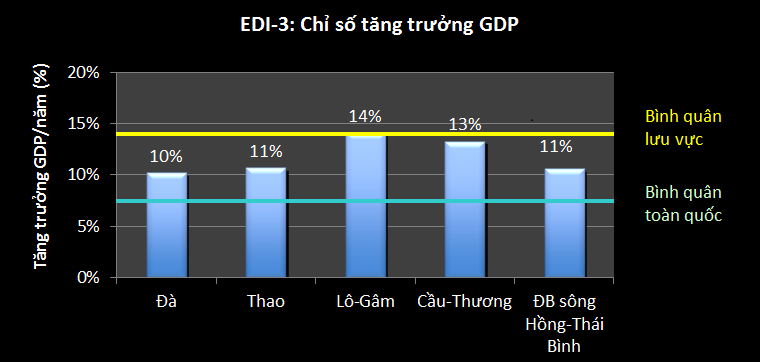 EDI-3: Chỉ số tăng trưởng GDP
Tăng trưởng GDP/năm (%)
20%
15%
10%
5%
0%
10%
11%
14%
13%
11%
Đà
Thao
Lô-Gâm
Cầu-Thương
ĐB sông
Hồng-Thái
Bình
Bình quân
lưu vực
Bình quân
toàn quốc